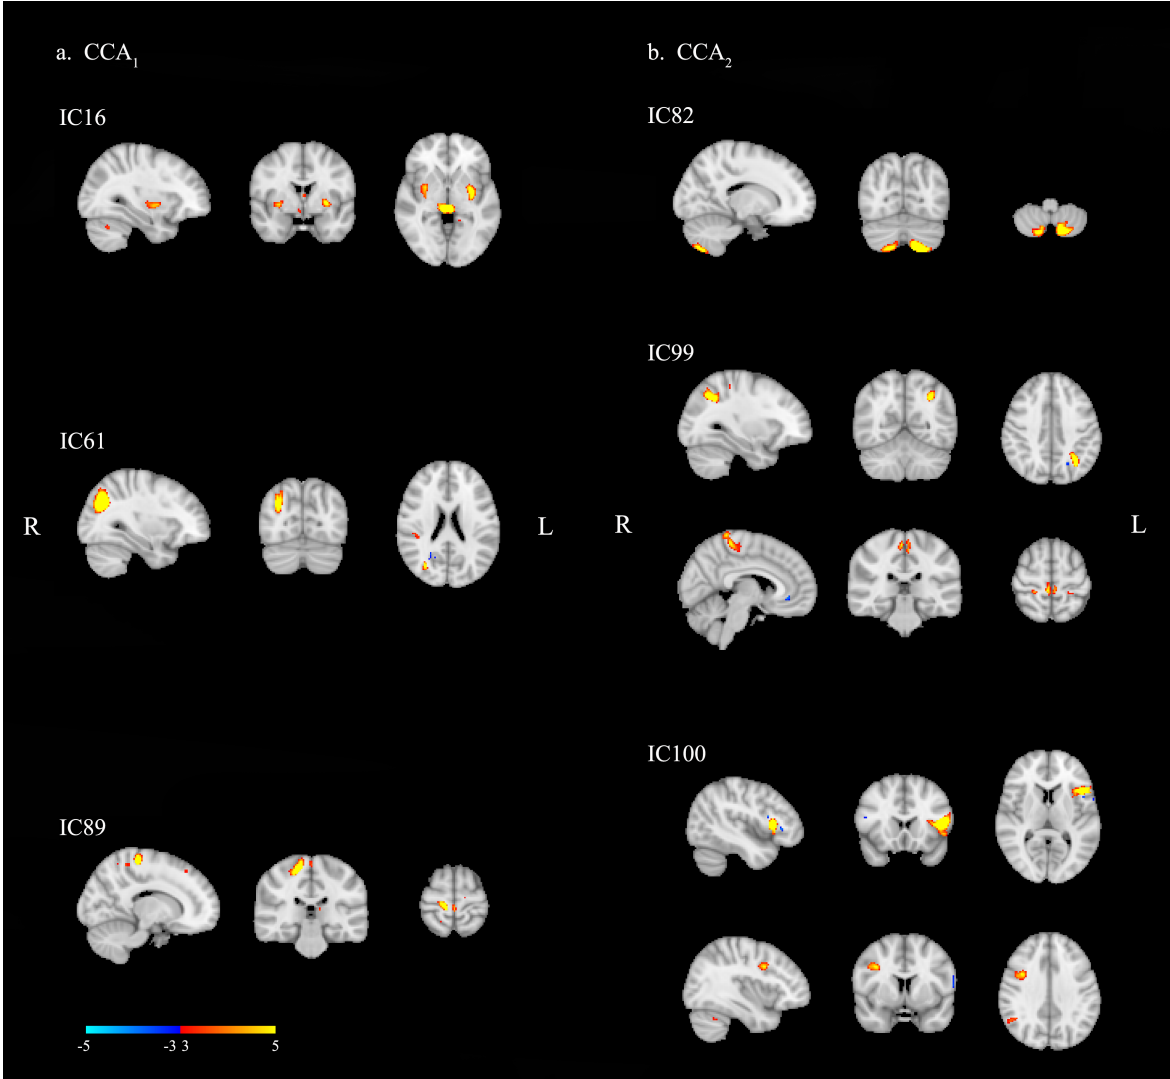 a. CCA₁
IC16
IC61
R
L
IC89
-5
-3 3
5
b. CCA₂
IC82
IC99
R
L
IC100